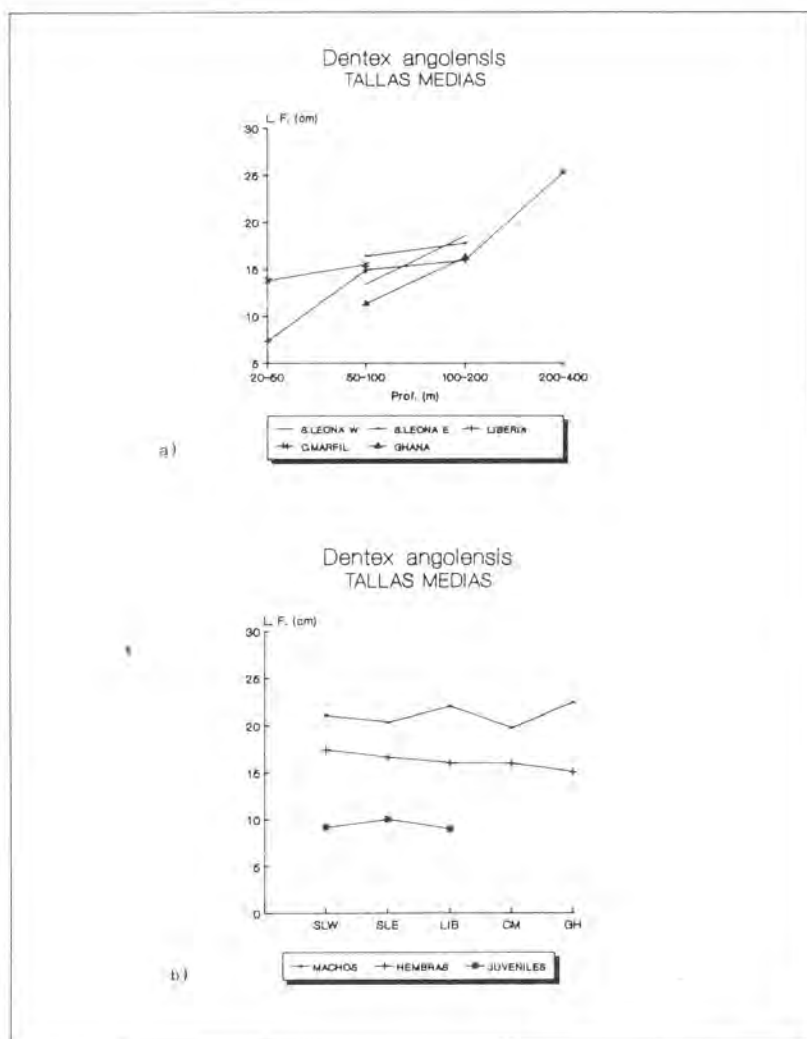 Dentex angolensis
TALLAS MEDIAS
L. F. (cm)
30
25
20
15
10
5
20-50 50-100 100-200 200-400
Prof. (m)
S.LEONA W S.LEONA E LIBERIA
C.MARFIL GHANA
a)
Dentex angolensis
TALLAS MEDIAS
L. F. (cm)
30
25
20
15
10
5
0
SLW SLE LIB CM GH
MACHOS HEMBRAS JUVENILES
b)